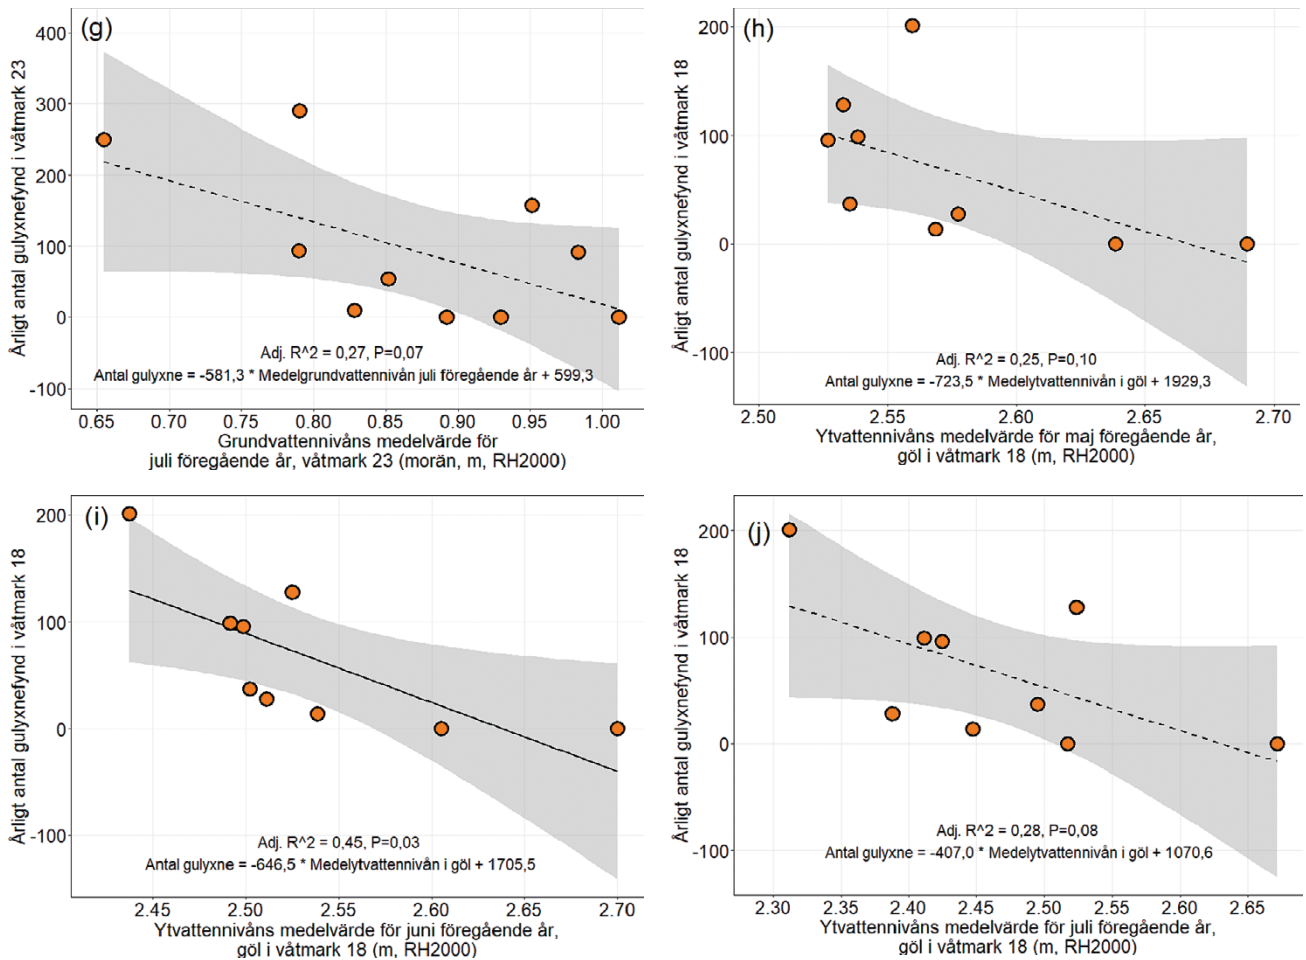 (g)
Årligt antal gulyxnefynd i våtmark 23
400
300
200
100
0
-100
Adj. R^2 = 0,27, P=0,07
Antal gulyxne = -581,3 * Medelgrundvattennivån juli föregående år + 599,3
0.65 0.70 0.75 0.80 0.85 0.90 0.95 1.00
Grundvattennivåns medelvärde för
juli föregående år, våtmark 23 (morän, m, RH2000)
(h)
Årligt antal gulyxnefynd i våtmark 18
200
100
0
-100
Adj. R^2 = 0,25, P=0,10
Antal gulyxne = -723,5 * Medelytvattennivån i göl + 1929,3
2.50 2.55 2.60 2.65 2.70
Ytvattennivåns medelvärde för maj föregående år,
göl i våtmark 18 (m, RH2000)
(i)
Årligt antal gulyxnefynd i våtmark 18
200
100
0
-100
Adj. R^2 = 0,45, P=0,03
Antal gulyxne = -646,5 * Medelytvattennivån i göl + 1705,5
2.45 2.50 2.55 2.60 2.65 2.70
Ytvattennivåns medelvärde för juni föregående år,
göl i våtmark 18 (m, RH2000)
(j)
Årligt antal gulyxnefynd i våtmark 18
200
100
0
-100
Adj. R^2 = 0,28, P=0,08
Antal gulyxne = -407,0 * Medelytvattennivån i göl + 1070,6
2.30 2.35 2.40 2.45 2.50 2.55 2.60 2.65
Ytvattennivåns medelvärde för juli föregående år,
göl i våtmark 18 (m, RH2000)